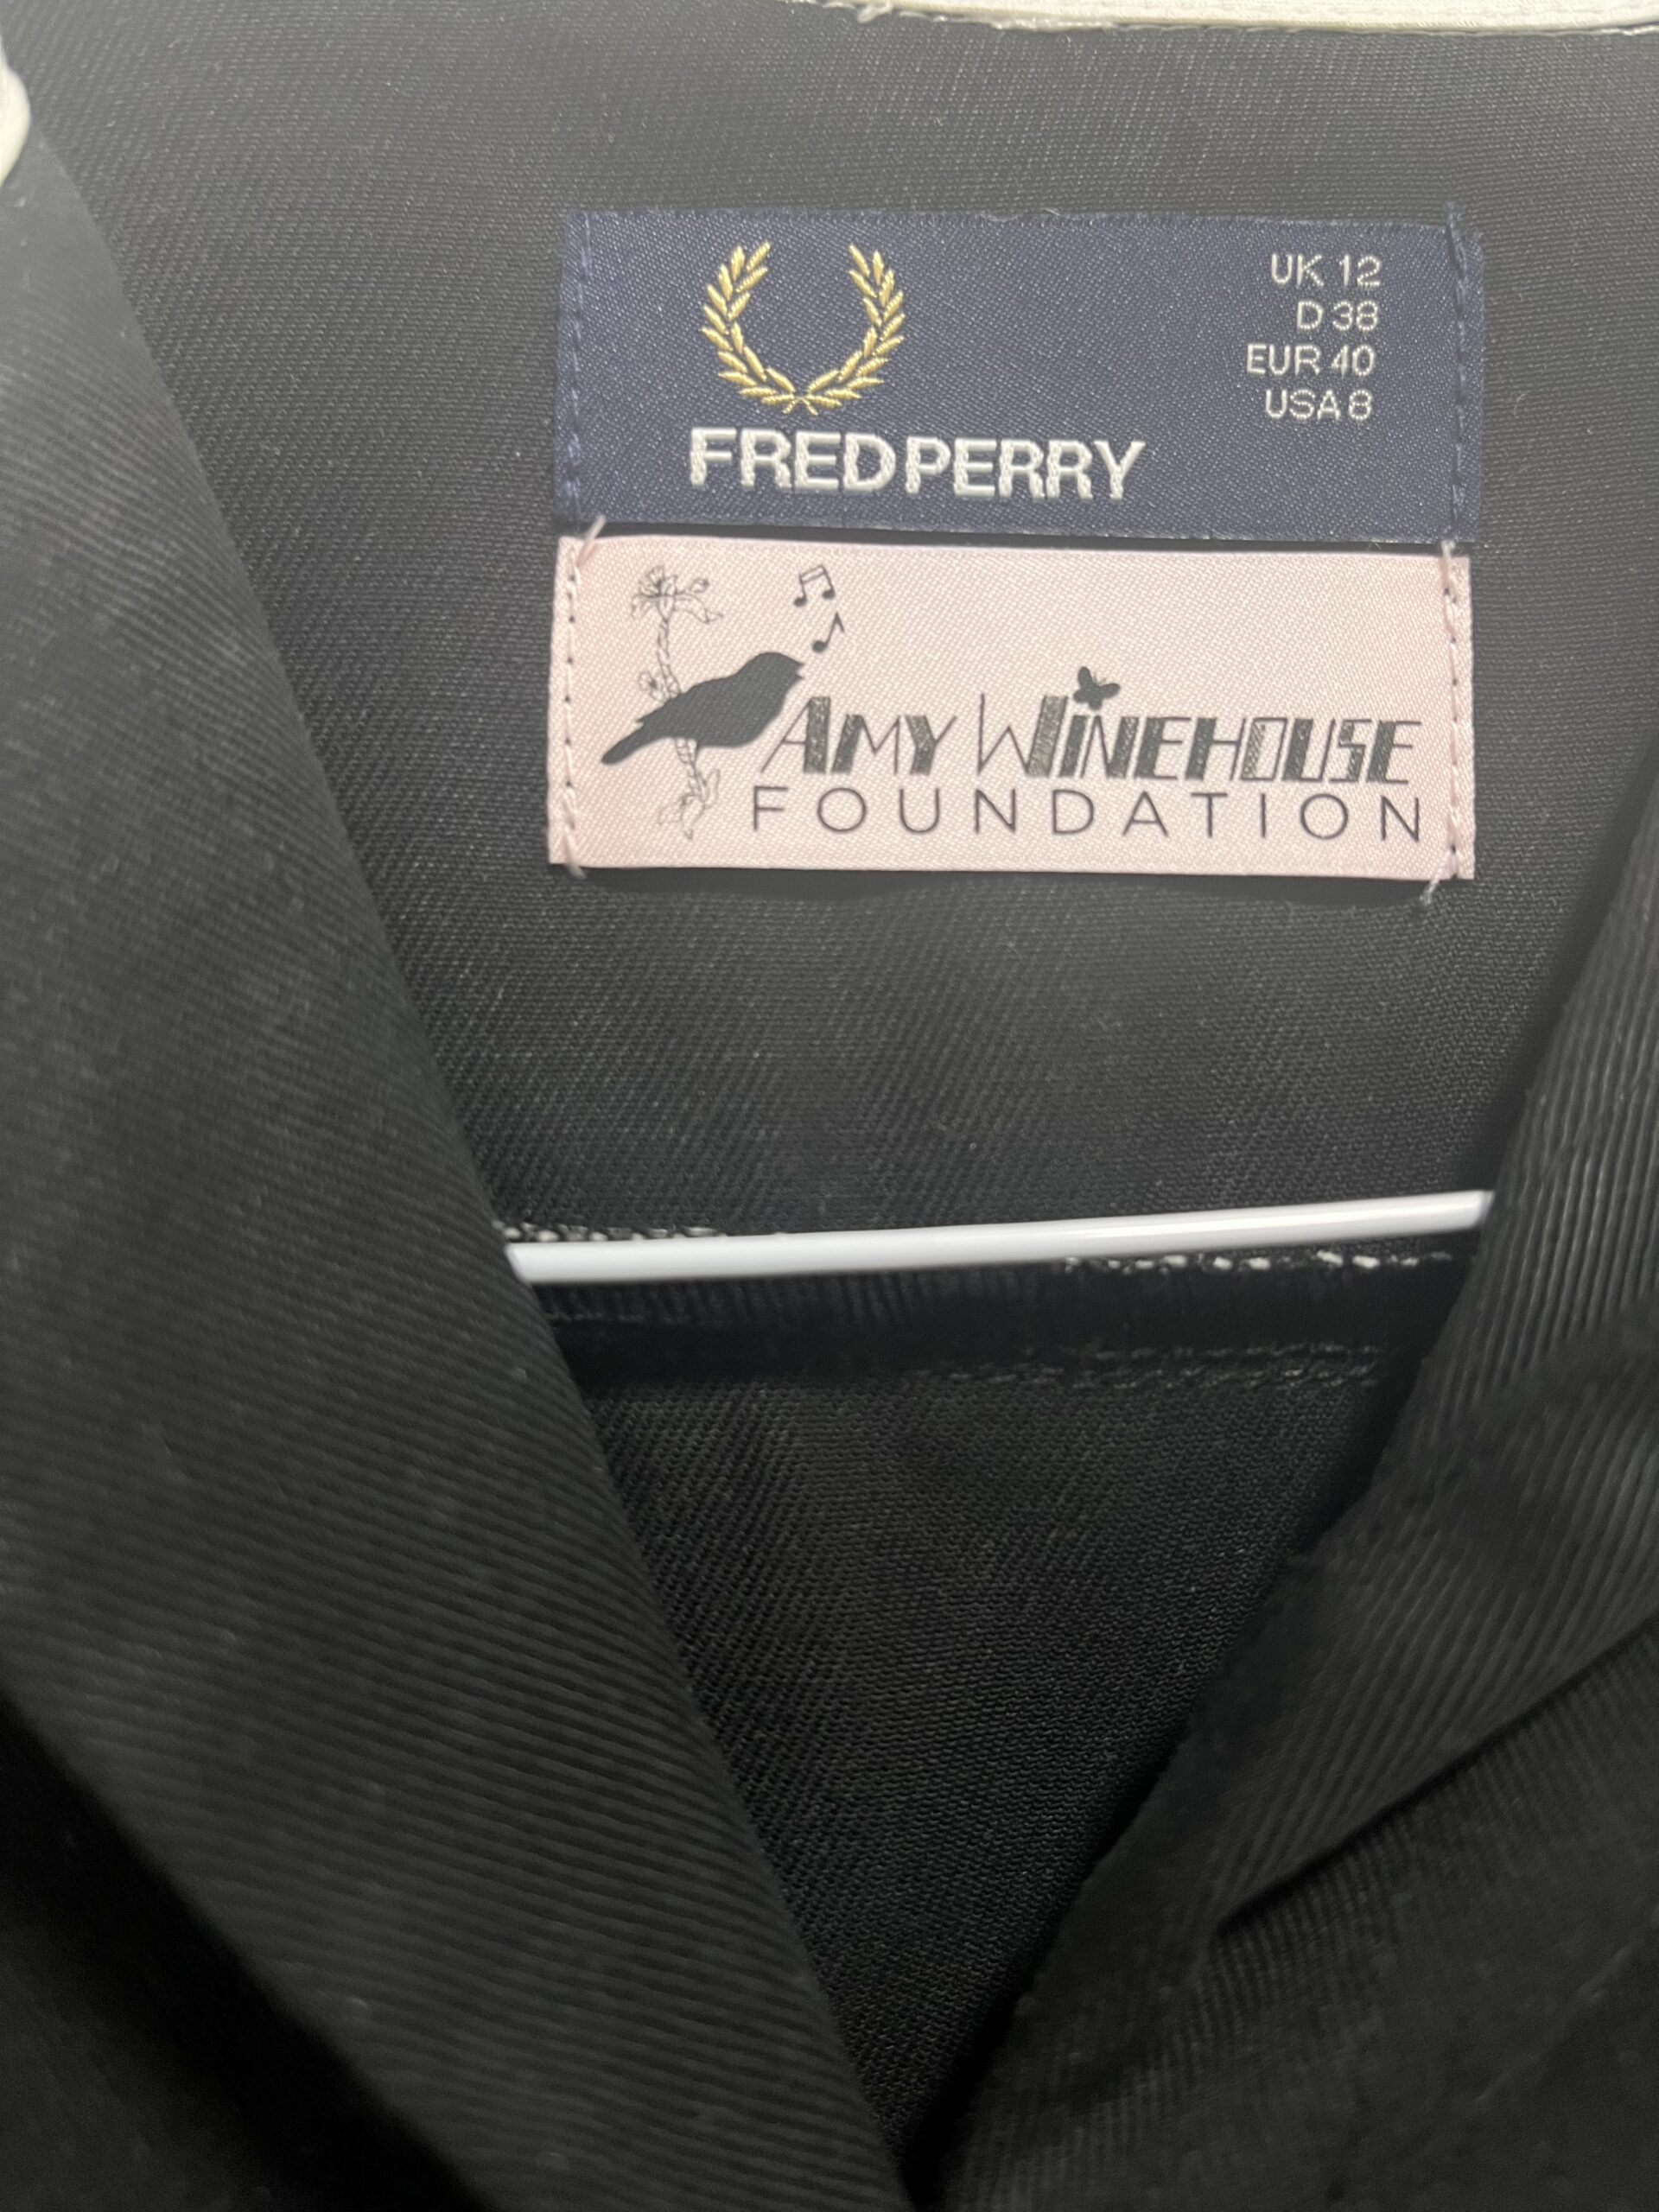 UK 12
D 38
EUR 40
USA 8
FRED PERRY
AMY WINEHOUSE
FOUNDATION